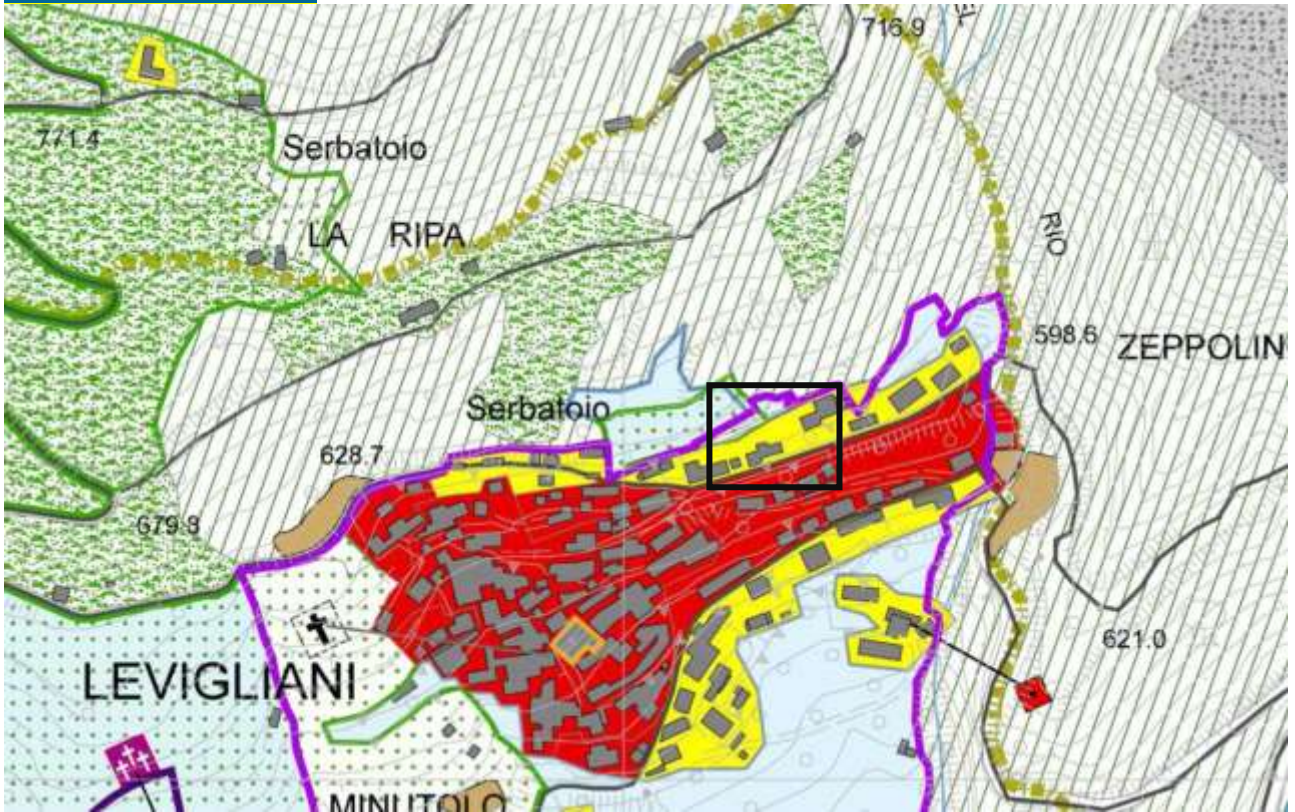 716.9
771.4
Serbatoio
LA RIPA
RIO
598.6
ZEPPOLIN
Serbatoio
628.7
679.3
621.0
LEVIGLIANI
MINUTOLO